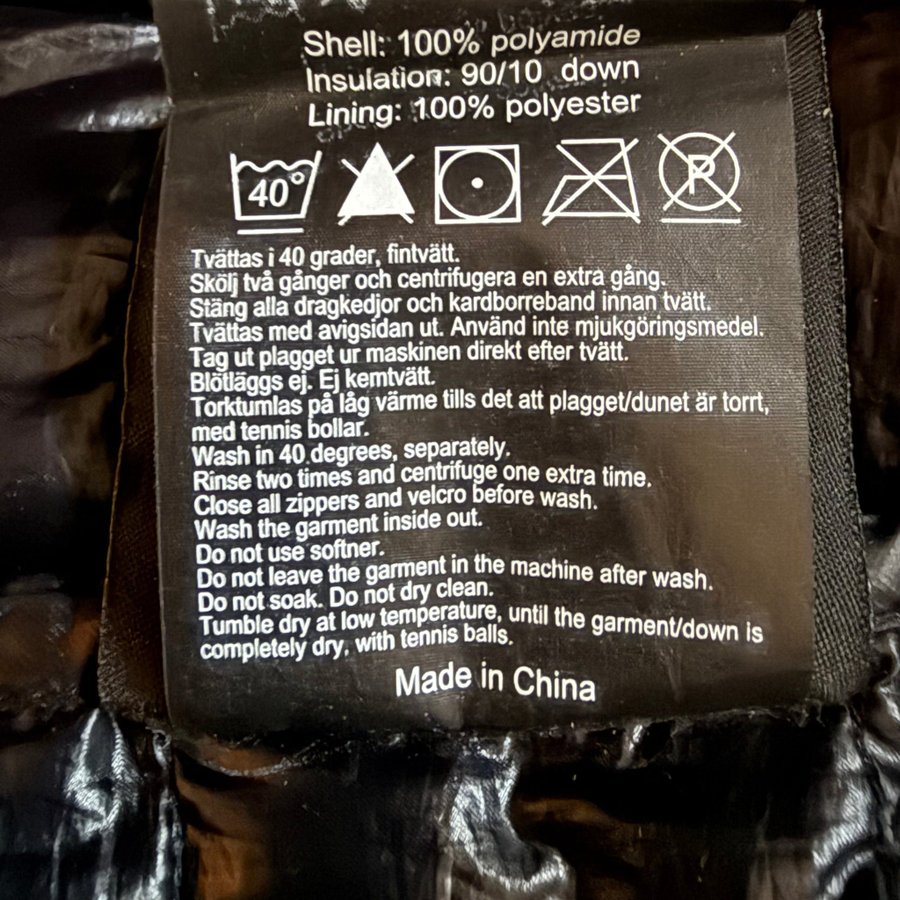 Shell: 100% polyamide
Insulation: 90/10 down
Lining: 100% polyester
40° P
Tvättas i 40 grader, fintvätt.
Skölj två gånger och centrifugera en extra gång.
Stäng alla dragkedjor och kardborreband innan tvätt.
Tvättas med avigsidan ut. Använd inte mjukgöringsmedel.
Tag ut plagget ur maskinen direkt efter tvätt.
Blötläggs ej. Ej kemtvätt.
Torktumlas på låg värme tills det att plagget/dunet är torrt,
med tennis bollar.
Wash in 40 degrees, separately.
Rinse two times and centrifuge one extra time.
Close all zippers and velcro before wash.
Wash the garment inside out.
Do not use softner.
Do not leave the garment in the machine after wash.
Do not soak. Do not dry clean.
Tumble dry at low temperature, until the garment/down is
completely dry, with tennis balls.
Made in China